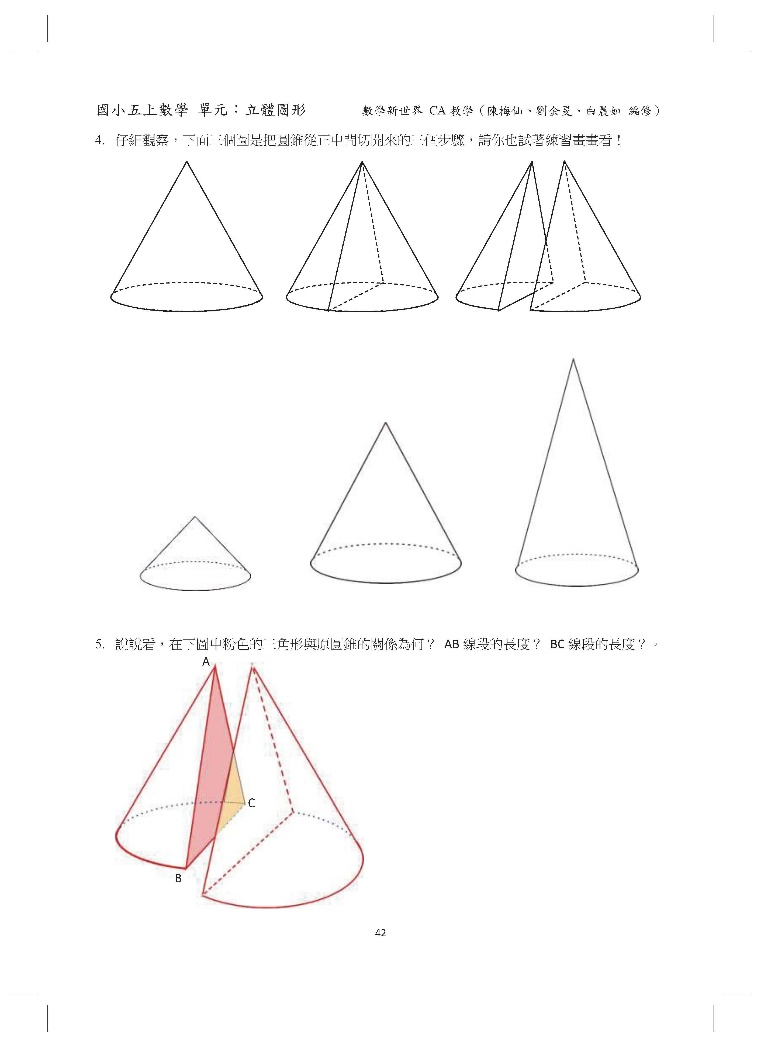 國小五上數學 單元：立體圖形 數學新世界 CA 教學（陳梅仙、劉金夏、白晨如 編修）
4. 仔細觀察，下面三個圖是把圓錐從正中間切開來的三個步驟，請你也試著練習畫畫看！
5. 說說看，在下圖中粉色的三角形與原圓錐的關係為何？ AB 線段的長度？ BC 線段的長度？。
A
C
B
42